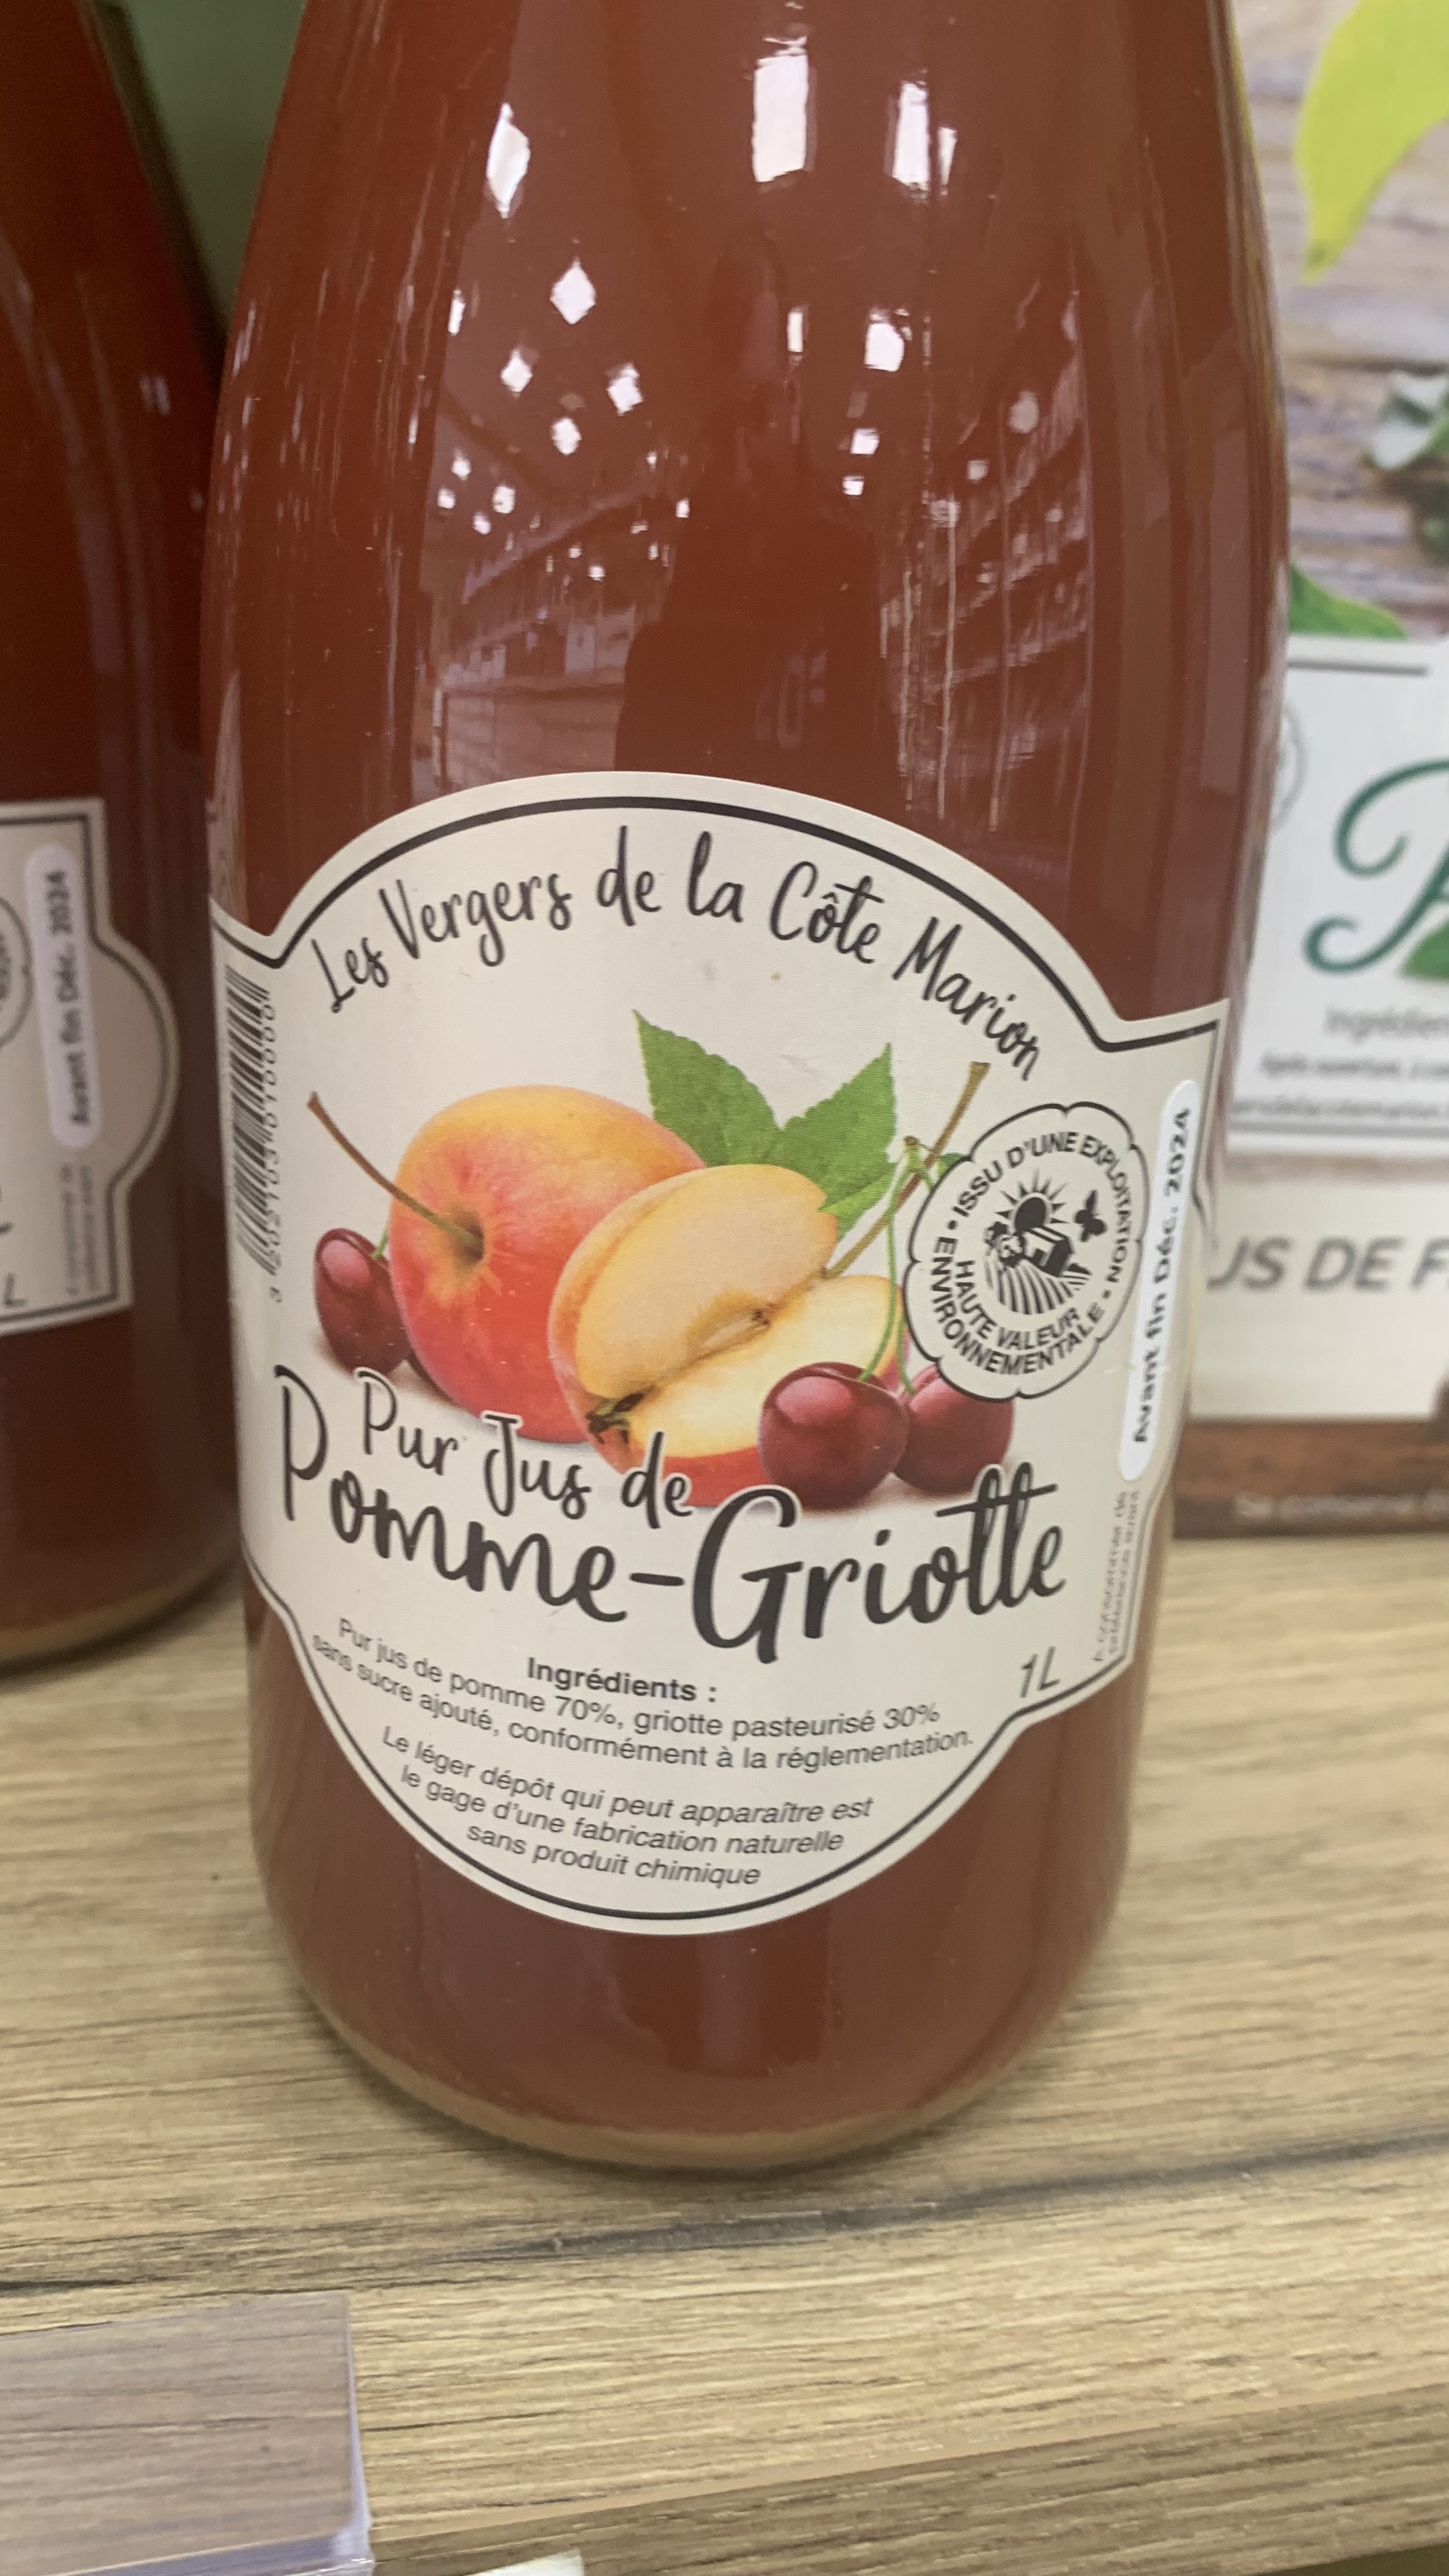 Les Vergers de la Côte Marion
ISSU D'UNE EXPLOITATION •
HAUTE VALEUR
ENVIRONNEMENTALE •
Avant fin Déc. 2024
Pur Jus de
Pomme-Griotte
1L
Ingrédients :
Pur jus de pomme 70%, griotte pasteurisé 30%
sans sucre ajouté, conformément à la réglementation.
Le léger dépôt qui peut apparaître est
le gage d'une fabrication naturelle
sans produit chimique
Avant fin Déc. 2024
L
JS DE F